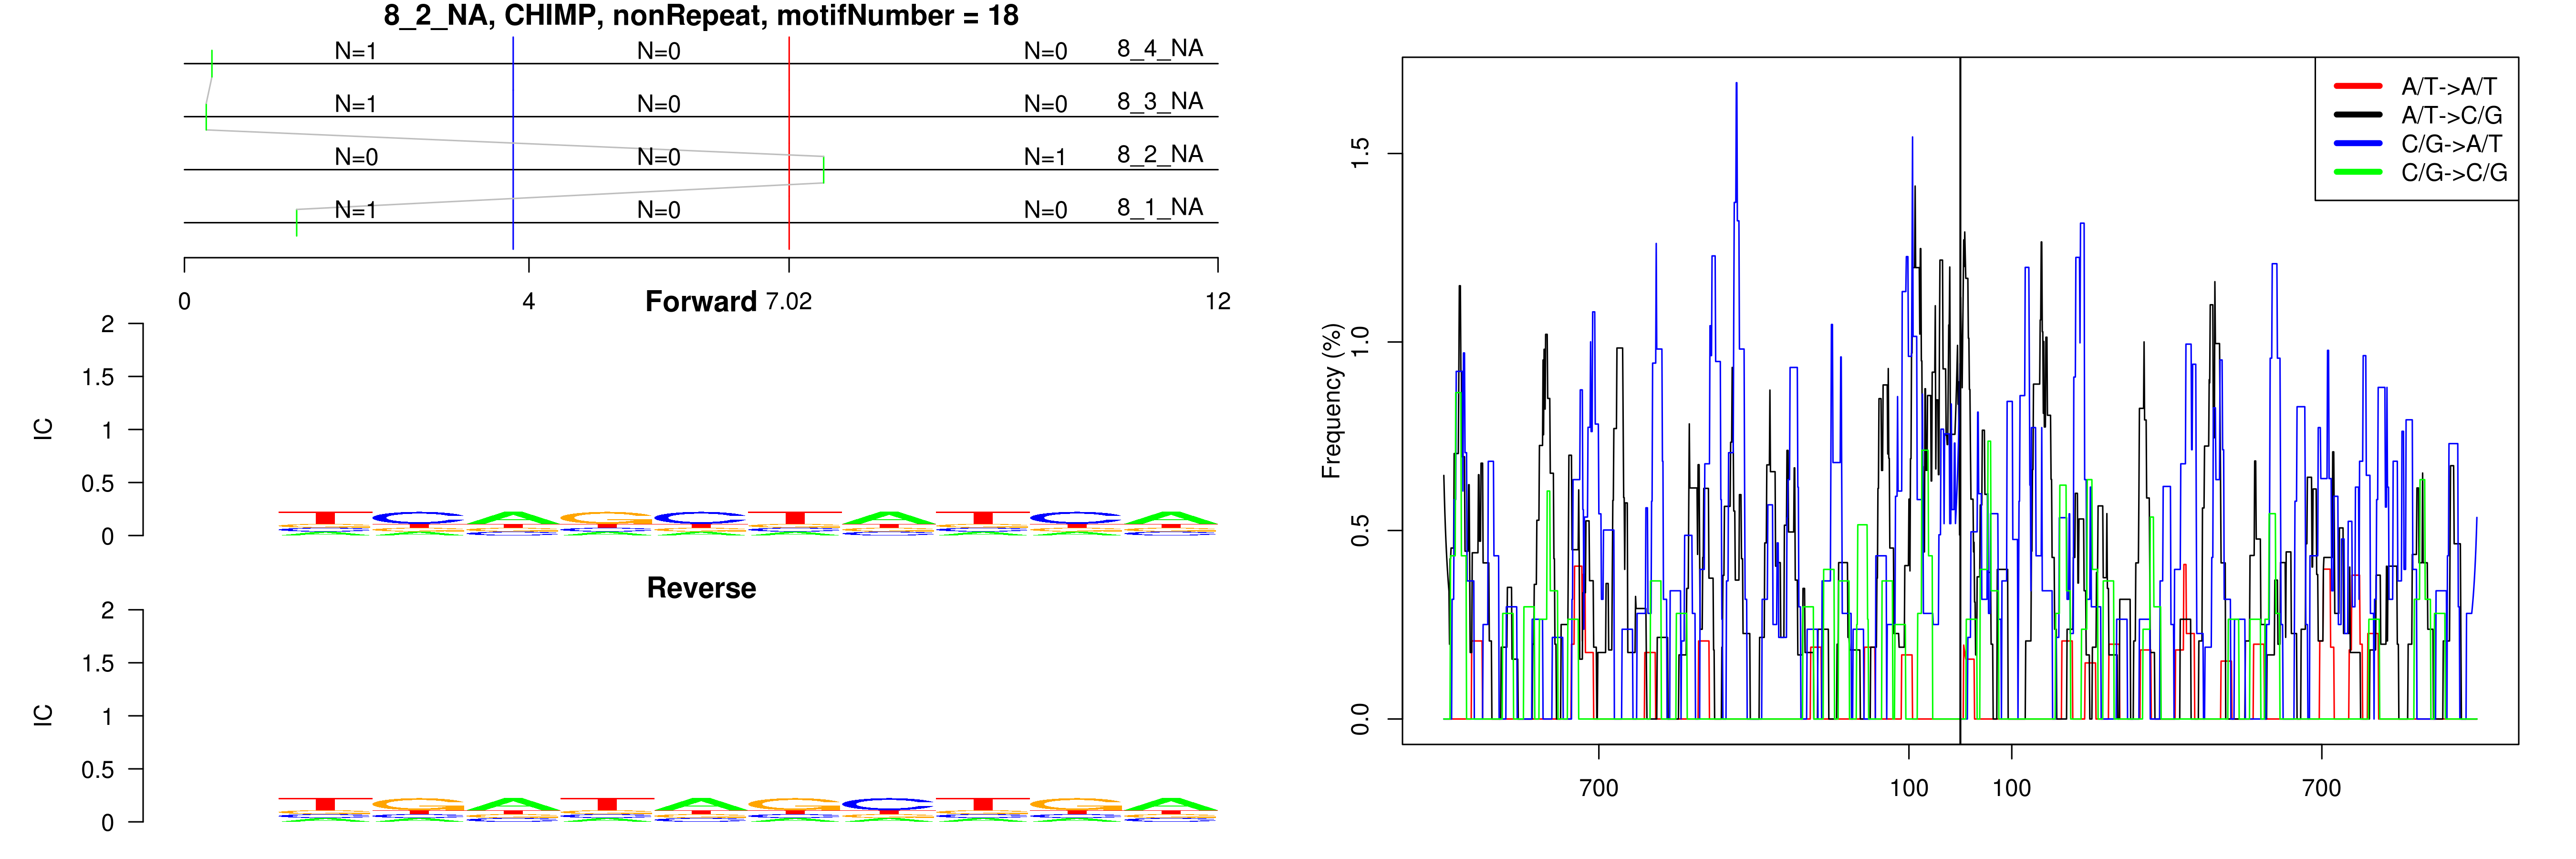 8_2_NA, CHIMP, nonRepeat, motifNumber = 18
N=1 N=0 N=0 8_4_NA
N=1 N=0 N=0 8_3_NA
N=0 N=0 N=1 8_2_NA
N=1 N=0 N=0 8_1_NA
0 4 7.02 12
Forward
2
1.5
1
0.5
0
IC
T C A G C T A T C A
Reverse
2
1.5
1
0.5
0
IC
T G A T A G C T G A
A/T->A/T
A/T->C/G
C/G->A/T
C/G->C/G
Frequency (%)
1.5
1.0
0.5
0.0
700 100 100 700